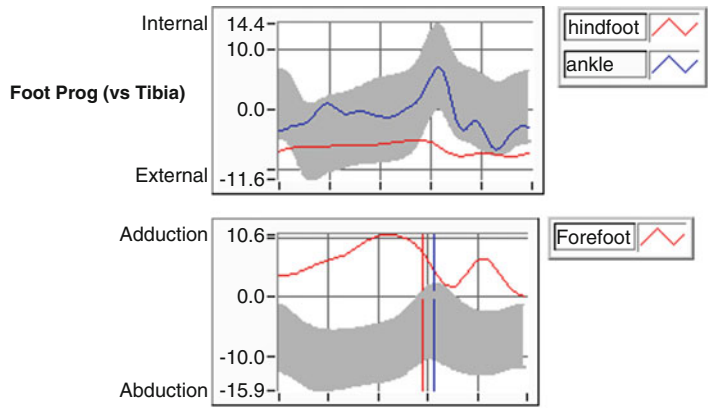 Internal
14.4
10.0
Foot Prog (vs Tibia)
0.0
External
-11.6
hindfoot
ankle
Adduction
10.6
0.0
-10.0
Abduction
-15.9
Forefoot